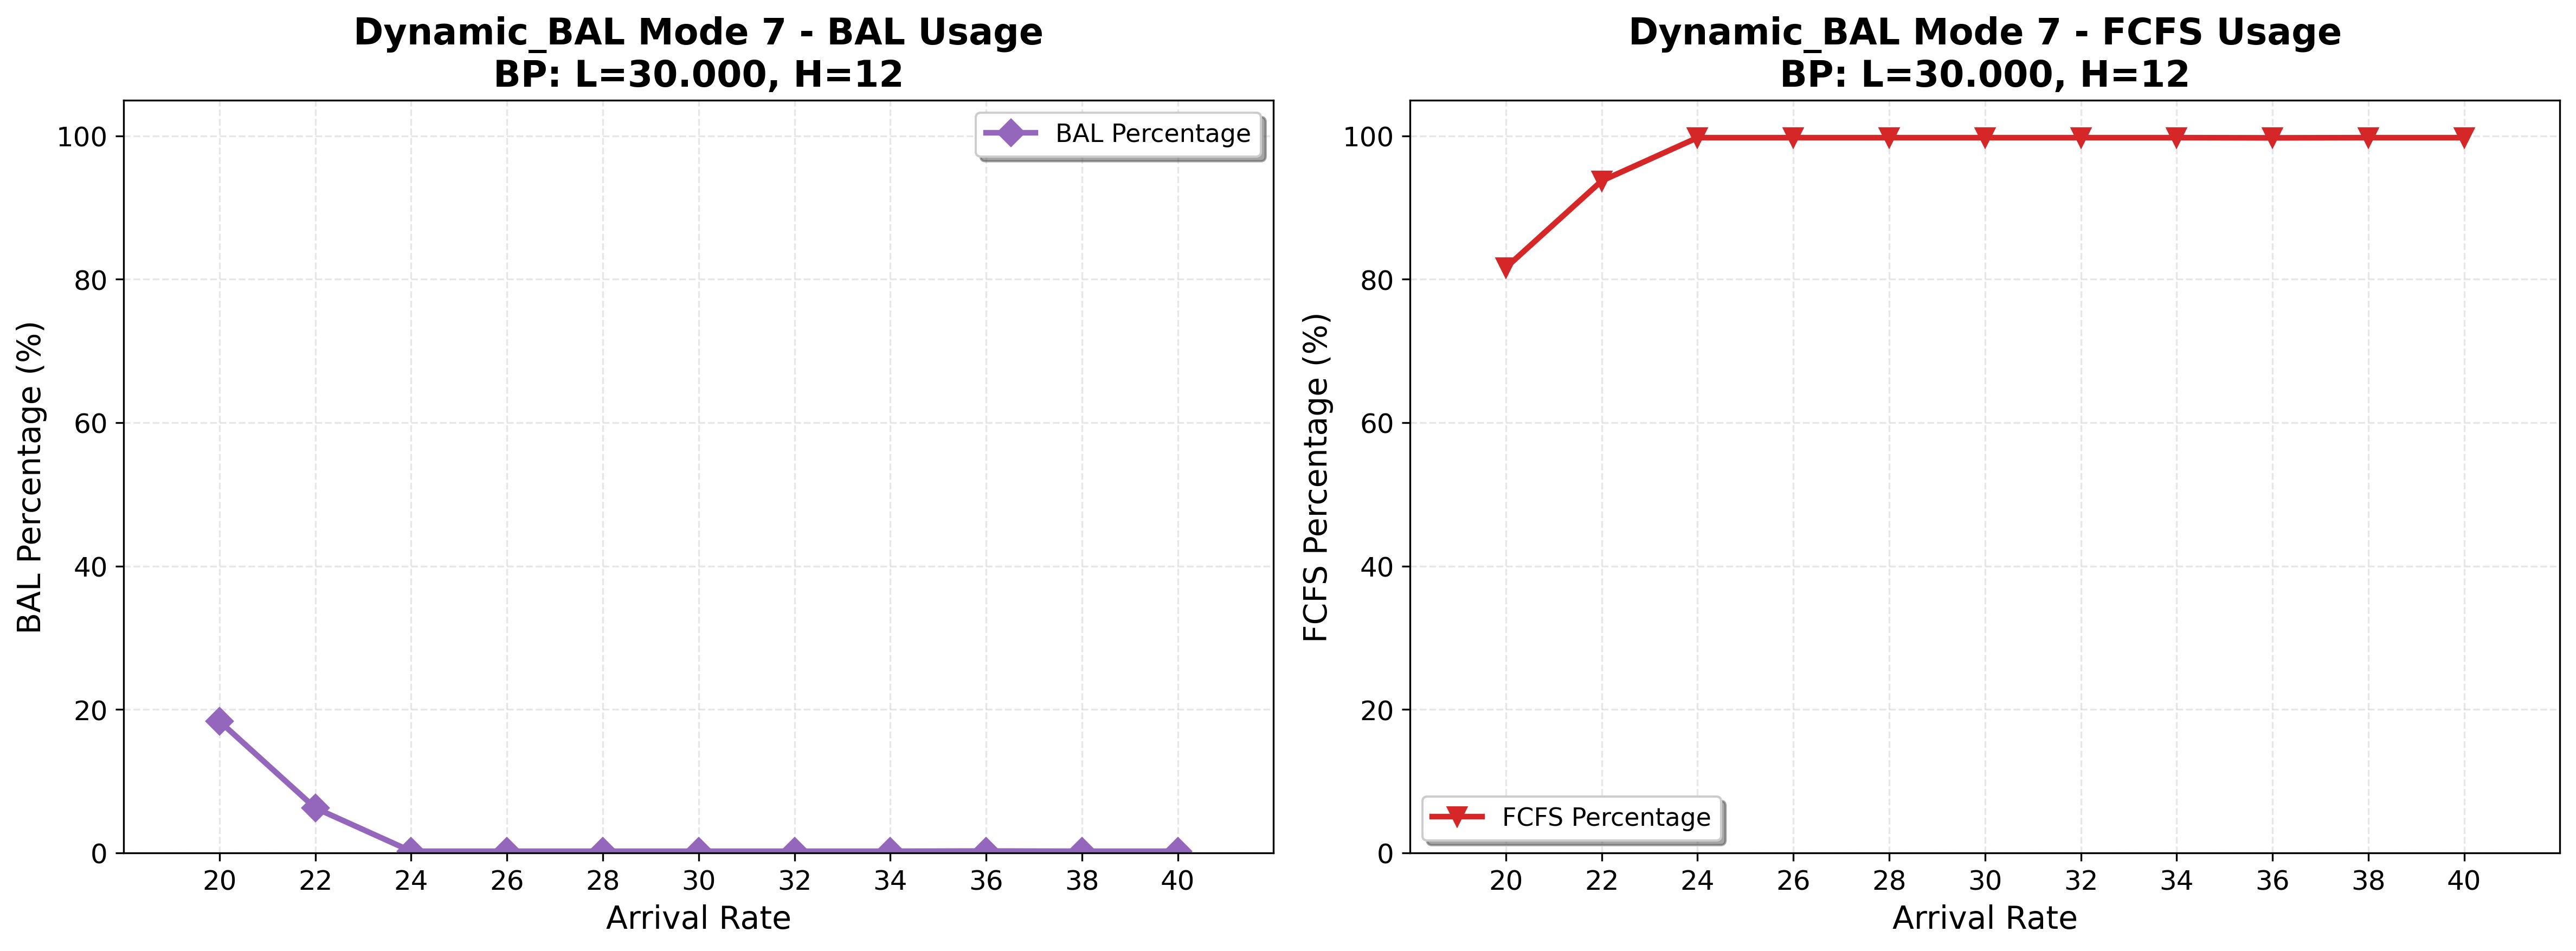 Dynamic_BAL Mode 7 - BAL Usage
BP: L=30.000, H=12
BAL Percentage (%)
100
80
60
40
20
0
BAL Percentage
20 22 24 26 28 30 32 34 36 38 40
Arrival Rate
Dynamic_BAL Mode 7 - FCFS Usage
BP: L=30.000, H=12
FCFS Percentage (%)
100
80
60
40
20
0
FCFS Percentage
20 22 24 26 28 30 32 34 36 38 40
Arrival Rate